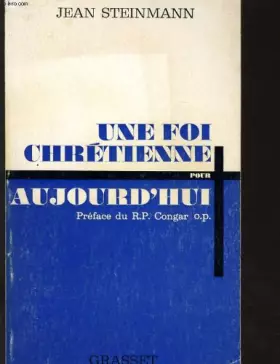 JEAN STEINMANN
UNE FOI
CHRÉTIENNE
POUR
AUJOURD'HUI
Préface du R.P. Congar o.p.
GRASSET